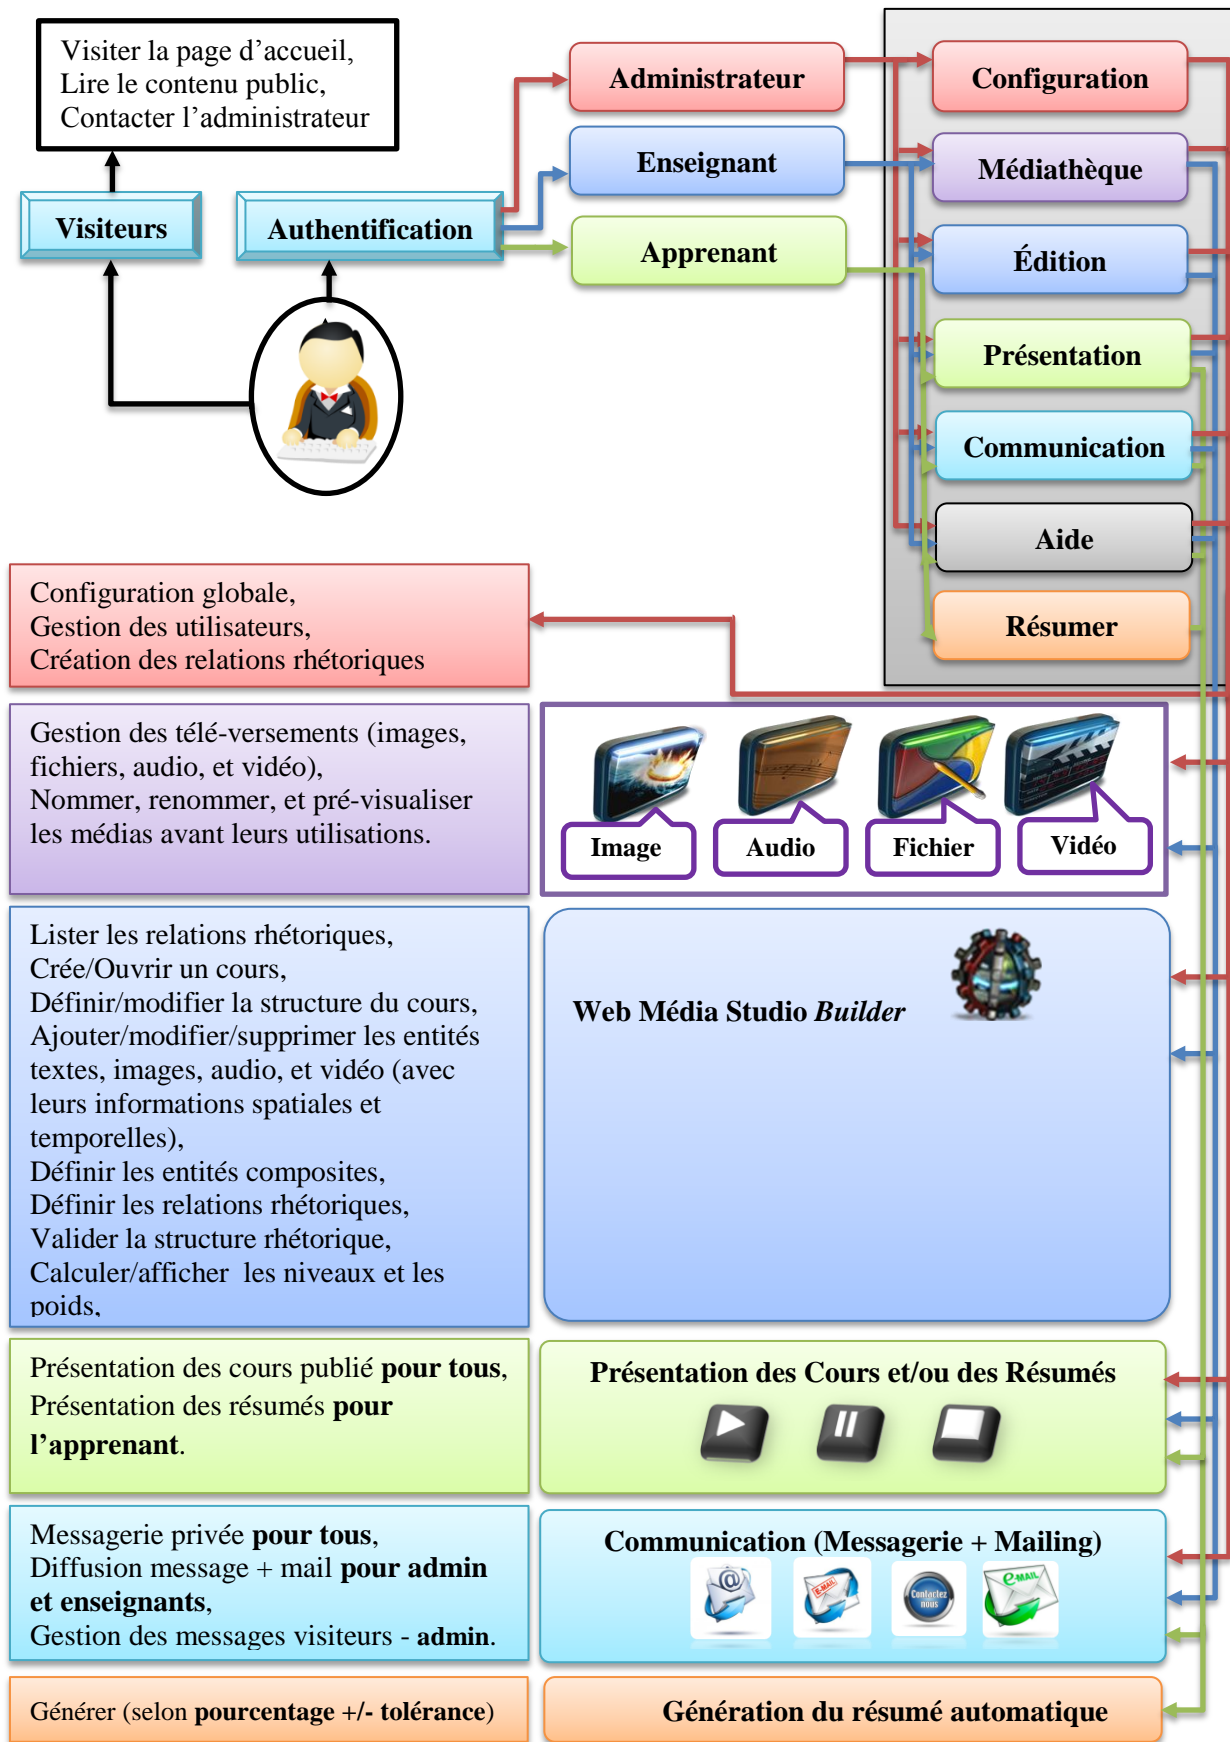 Visiter la page d’accueil,
Lire le contenu public,
Contacter l’administrateur
Visiteurs
Authentification
Administrateur
Enseignant
Apprenant
Configuration
Médiathèque
Édition
Présentation
Communication
Aide
Résumer
Configuration globale,
Gestion des utilisateurs,
Création des relations rhétoriques
Gestion des télé-versements (images,
fichiers, audio, et vidéo),
Nommer, renommer, et pré-visualiser
les médias avant leurs utilisations.
Image
Audio
Fichier
Vidéo
Lister les relations rhétoriques,
Crée/Ouvrir un cours,
Définir/modifier la structure du cours,
Ajouter/modifier/supprimer les entités
textes, images, audio, et vidéo (avec
leurs informations spatiales et
temporelles),
Définir les entités composites,
Définir les relations rhétoriques,
Valider la structure rhétorique,
Calculer/afficher les niveaux et les
poids,
Web Média Studio Builder
Présentation des cours publié pour tous,
Présentation des résumés pour
l’apprenant.
Présentation des Cours et/ou des Résumés
Messagerie privée pour tous,
Diffusion message + mail pour admin
et enseignants,
Gestion des messages visiteurs - admin.
Communication (Messagerie + Mailing)
@
E-MAIL
Contactez
nous
e-MAIL
Générer (selon pourcentage +/- tolérance)
Génération du résumé automatique